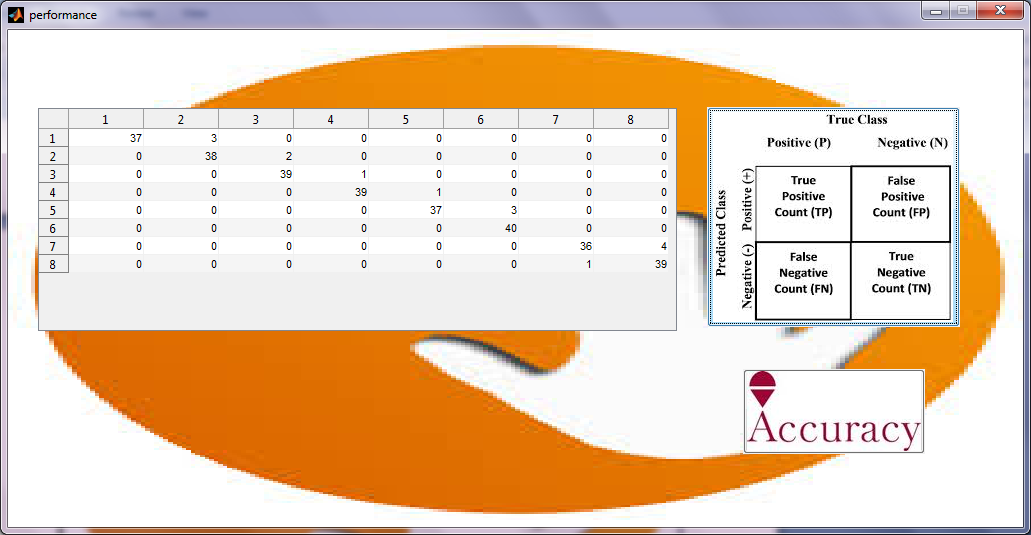 performance
1 2 3 4 5 6 7 8
1 37 3 0 0 0 0 0 0
2 0 38 2 0 0 0 0 0
3 0 0 39 1 0 0 0 0
4 0 0 0 39 1 0 0 0
5 0 0 0 0 37 3 0 0
6 0 0 0 0 0 40 0 0
7 0 0 0 0 0 0 36 4
8 0 0 0 0 0 0 1 39
True Class
Positive (P) Negative (N)
Predicted Class
Positive (+)
True
Positive
Count (TP)
False
Positive
Count (FP)
Negative (-)
False
Negative
Count (FN)
True
Negative
Count (TN)
Accuracy